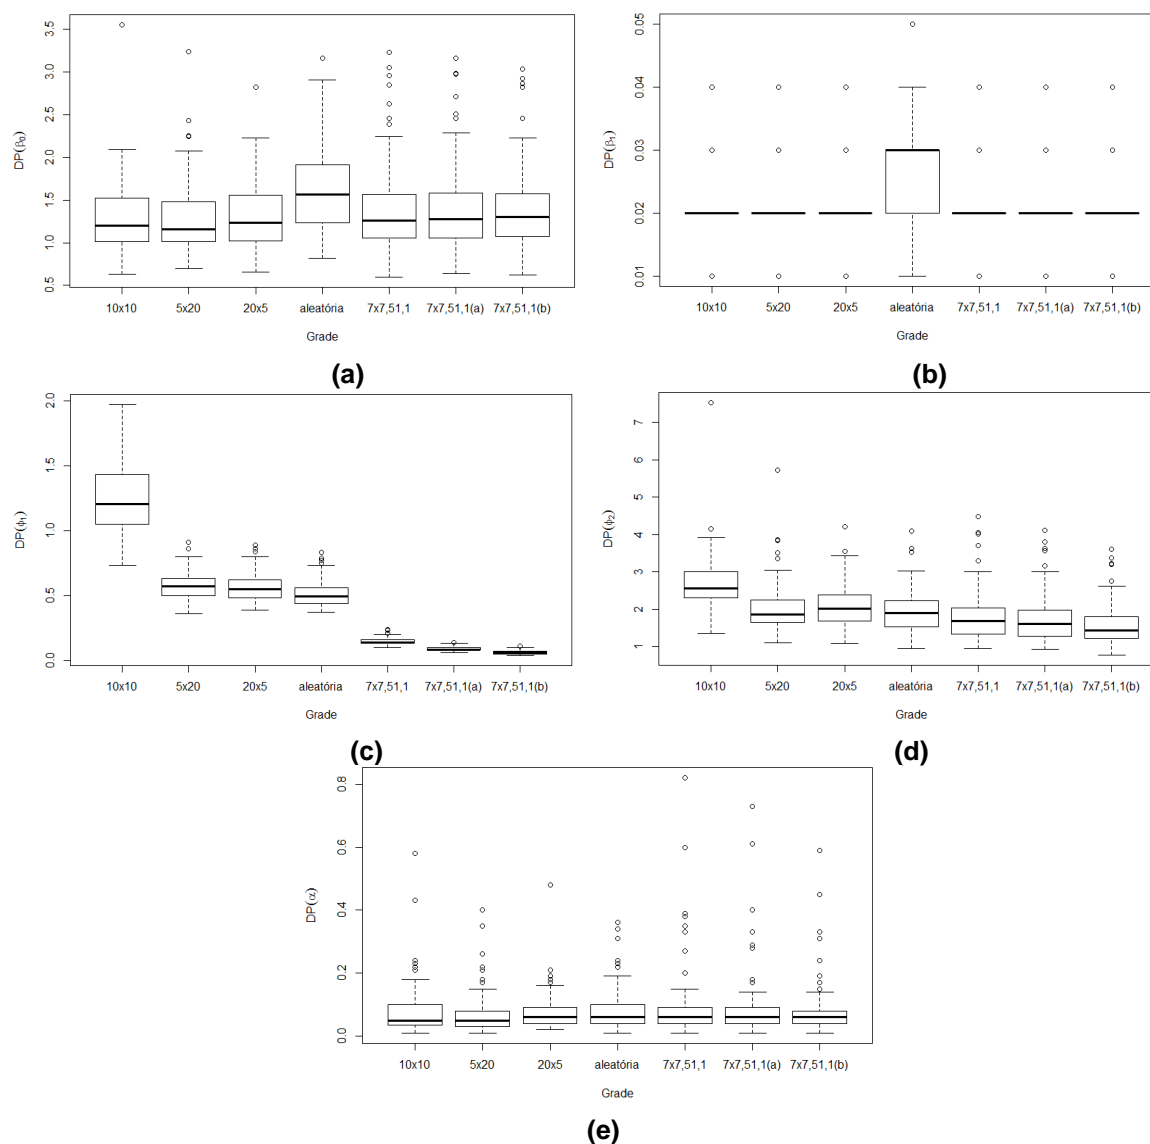 DP(β₀)
3.5
3.0
2.5
2.0
1.5
1.0
0.5
10x10 5x20 20x5 aleatória 7x7,51,1 7x7,51,1(a) 7x7,51,1(b)
Grade
(a)
DP(β₁)
0.05
0.04
0.03
0.02
0.01
10x10 5x20 20x5 aleatória 7x7,51,1 7x7,51,1(a) 7x7,51,1(b)
Grade
(b)
DP(ϕ₁)
2.0
1.5
1.0
0.5
0.0
10x10 5x20 20x5 aleatória 7x7,51,1 7x7,51,1(a) 7x7,51,1(b)
Grade
(c)
DP(ϕ₂)
7
6
5
4
3
2
1
10x10 5x20 20x5 aleatória 7x7,51,1 7x7,51,1(a) 7x7,51,1(b)
Grade
(d)
DP(α)
0.8
0.6
0.4
0.2
0.0
10x10 5x20 20x5 aleatória 7x7,51,1 7x7,51,1(a) 7x7,51,1(b)
Grade
(e)